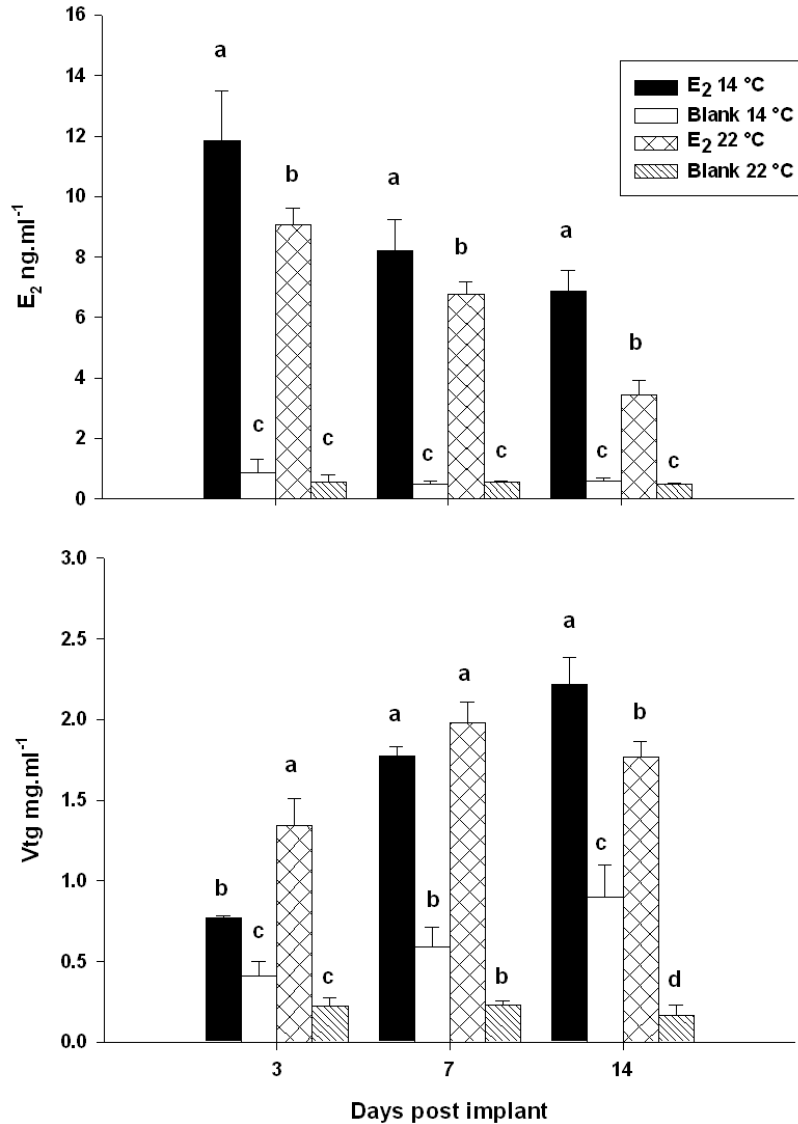 16
14
12
10
8
6
4
2
0
E₂ ng.ml⁻¹
a
b
c
c
a
b
c
c
a
b
c
c
E₂ 14 °C
Blank 14 °C
E₂ 22 °C
Blank 22 °C
3.0
2.5
2.0
1.5
1.0
0.5
0.0
Vtg mg.ml⁻¹
b
c
a
c
a
b
a
b
a
c
b
d
3 7 14
Days post implant